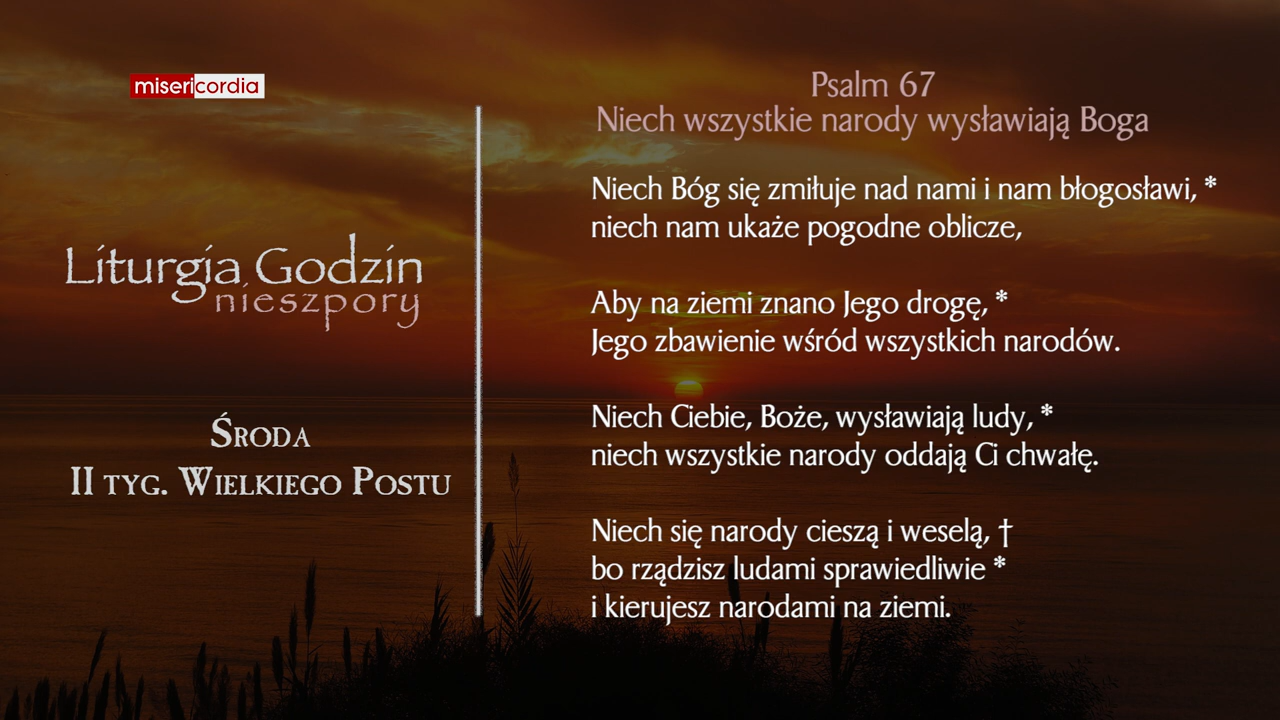 misericordia
Liturgia Godzin
nieszpory
Środa
II tyg. Wielkiego Postu
Psalm 67
Niech wszystkie narody wysławiają Boga
Niech Bóg się zmiłuje nad nami i nam błogosławi, *
niech nam ukaże pogodne oblicze,
Aby na ziemi znano Jego drogę, *
Jego zbawienie wśród wszystkich narodów.
Niech Ciebie, Boże, wysławiają ludy, *
niech wszystkie narody oddają Ci chwałę.
Niech się narody cieszą i weselą, †
bo rządzisz ludami sprawiedliwie *
i kierujesz narodami na ziemi.